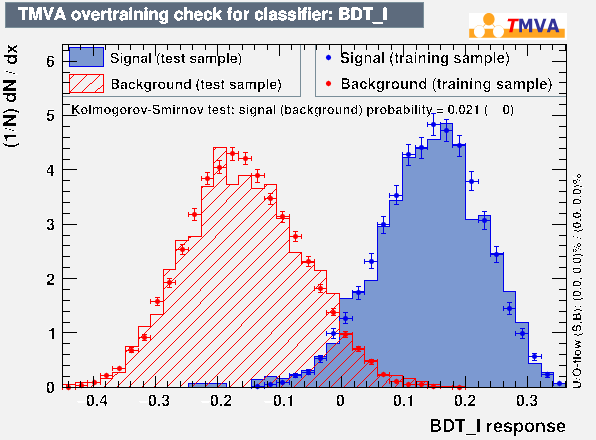 TMVA overtraining check for classifier: BDT_I
TMVA
Signal (test sample)
Background (test sample)
Signal (training sample)
Background (training sample)
Kolmogorov-Smirnov test: signal (background) probability = 0.021 ( 0)
(1/N) dN / dx
6
5
4
3
2
1
0
−0.4 −0.3 −0.2 −0.1 0 0.1 0.2 0.3
BDT_I response
U/O-flow (S,B): (0.0, 0.0)% / (0.0, 0.0)%